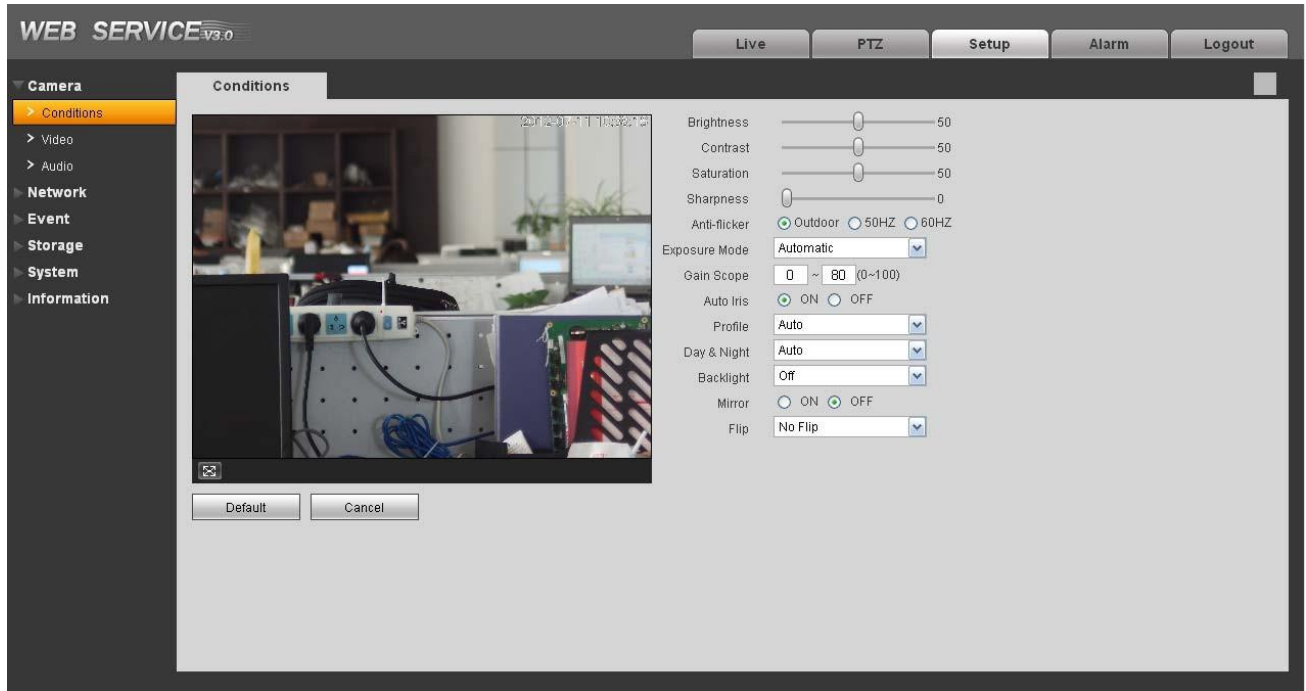 WEB SERVICE V3.0
Live
PTZ
Setup
Alarm
Logout
Camera
Conditions
Video
Audio
Network
Event
Storage
System
Information
Conditions
Brightness 50
Contrast 50
Saturation 50
Sharpness 0
Anti-flicker Outdoor 50HZ 60HZ
Exposure Mode Automatic
Gain Scope 0 ~ 80 (0~100)
Auto Iris ON OFF
Profile Auto
Day & Night Auto
Backlight Off
Mirror ON OFF
Flip No Flip
Default
Cancel